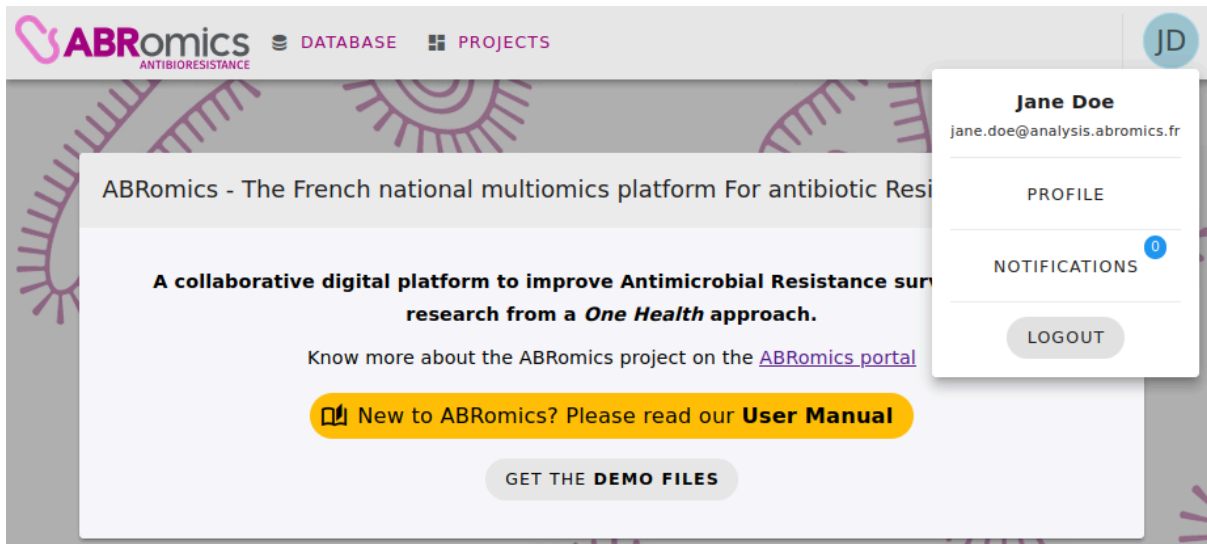 ABRomics
ANTIBIORESISTANCE
DATABASE
PROJECTS
JD
Jane Doe
jane.doe@analysis.abromics.fr
PROFILE
NOTIFICATIONS
0
LOGOUT
ABRomics - The French national multiomics platform For antibiotic Resi
A collaborative digital platform to improve Antimicrobial Resistance surv
research from a One Health approach.
Know more about the ABRomics project on the ABRomics portal
New to ABRomics? Please read our User Manual
GET THE DEMO FILES